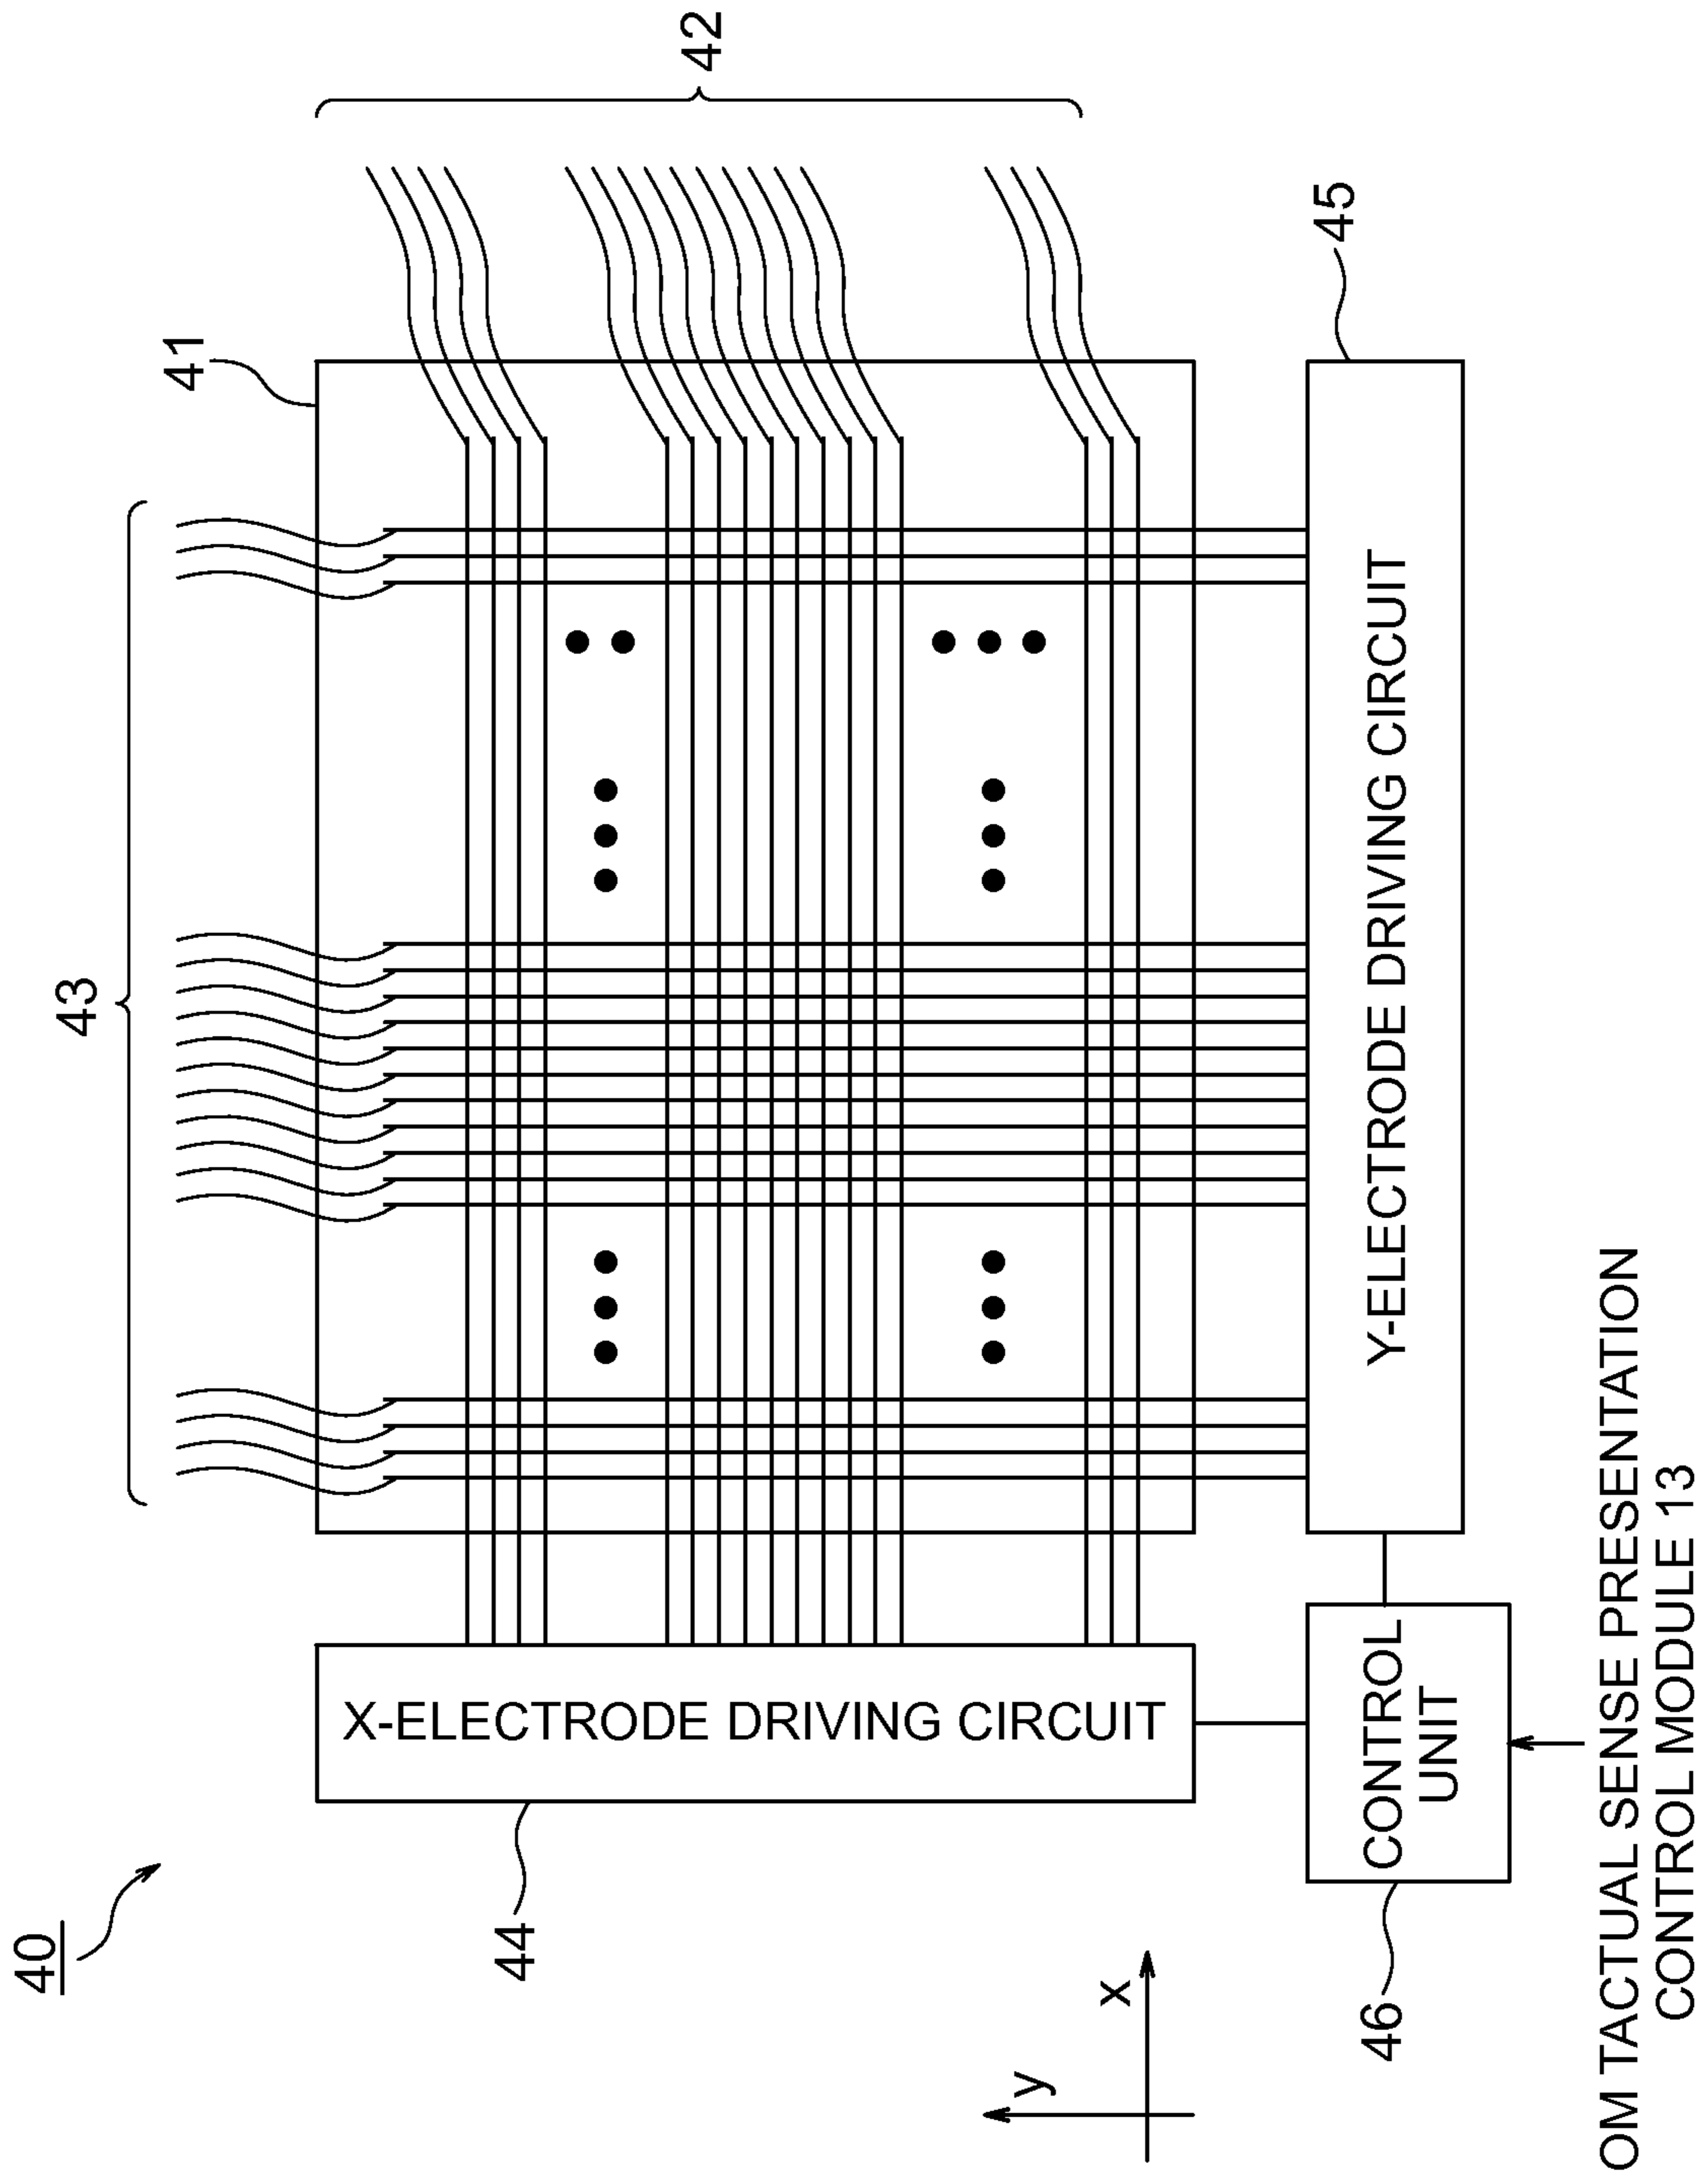 40
43
41
42
44
X-ELECTRODE DRIVING CIRCUIT
y
x
45
Y-ELECTRODE DRIVING CIRCUIT
46
CONTROL
UNIT
OM TACTUAL SENSE PRESENTATION
CONTROL MODULE 13